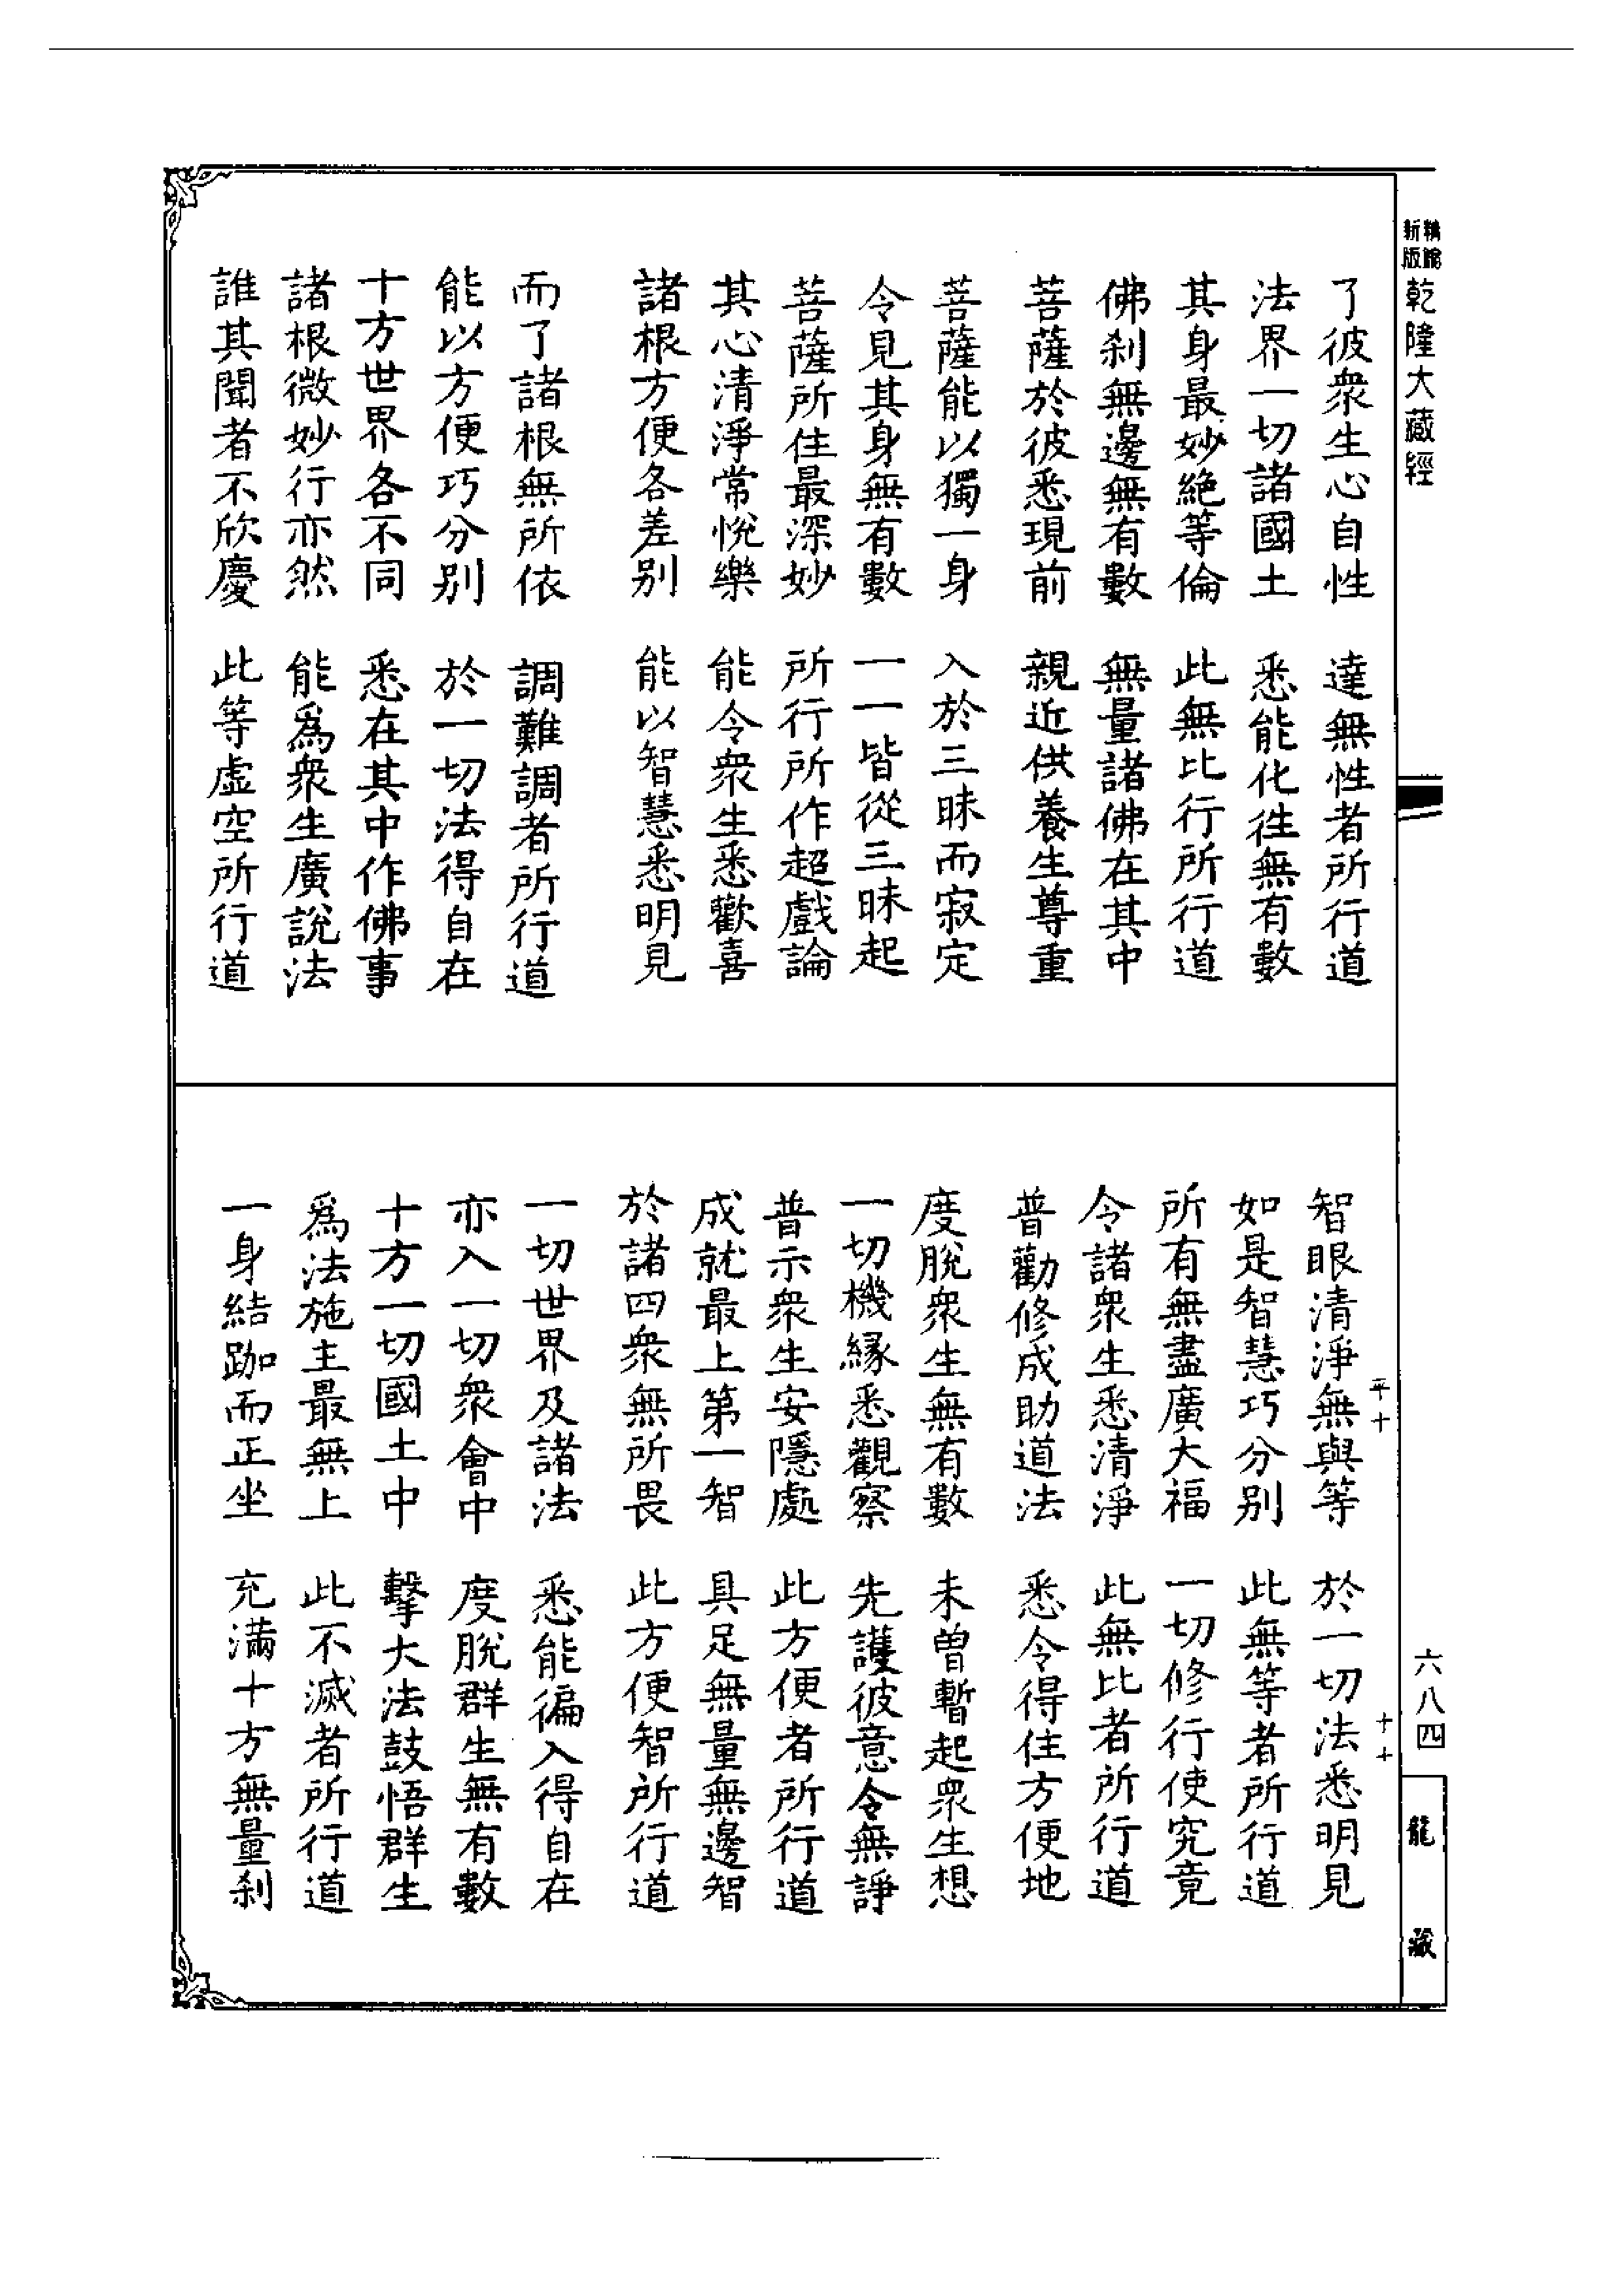 新版 精縮 乾隆大藏經
了彼衆生心自性 達無性者所行道
法界一切諸國土 悉能化徃無有數
其身最妙絶等倫 此無比行所行道
佛刹無邊無有數 無量諸佛在其中
菩薩於彼悉現前 親近供養生尊重
菩薩能以獨一身 入於三昧而寂定
令見其身無有數 一一皆從三昧起
菩薩所住最深妙 所行所作超戲論
其心清淨常悅樂 能令衆生悉歡喜
諸根方便各差别 能以智慧悉明見
而了諸根無所依 調難調者所行道
能以方便巧分别 於一切法得自在
十方世界各不同 悉在其中作佛事
諸根微妙行亦然 能爲衆生廣說法
誰其聞者不欣慶 此等虛空所行道
智眼清淨無與等 於一切法悉明見
如是智慧巧分别 此無等者所行道
所有無盡廣大福 一切修行使究竟
令諸衆生悉清淨 此無比者所行道
普勸修成助道法 悉令得住方便地
度脫衆生無有數 未曾暫起衆生想
一切機緣悉觀察 先護彼意令無諍
普示衆生安隱處 此方便者所行道
成就最上第一智 具足無量無邊智
於諸四衆無所畏 此方便智所行道
一切世界及諸法 悉能徧入得自在
亦入一切衆會中 度脫群生無有數
十方一切國土中 擊大法鼓悟群生
爲法施主最無上 此不滅者所行道
一身結跏而正坐 充滿十方無量刹
平十
十十
六八四
龍藏